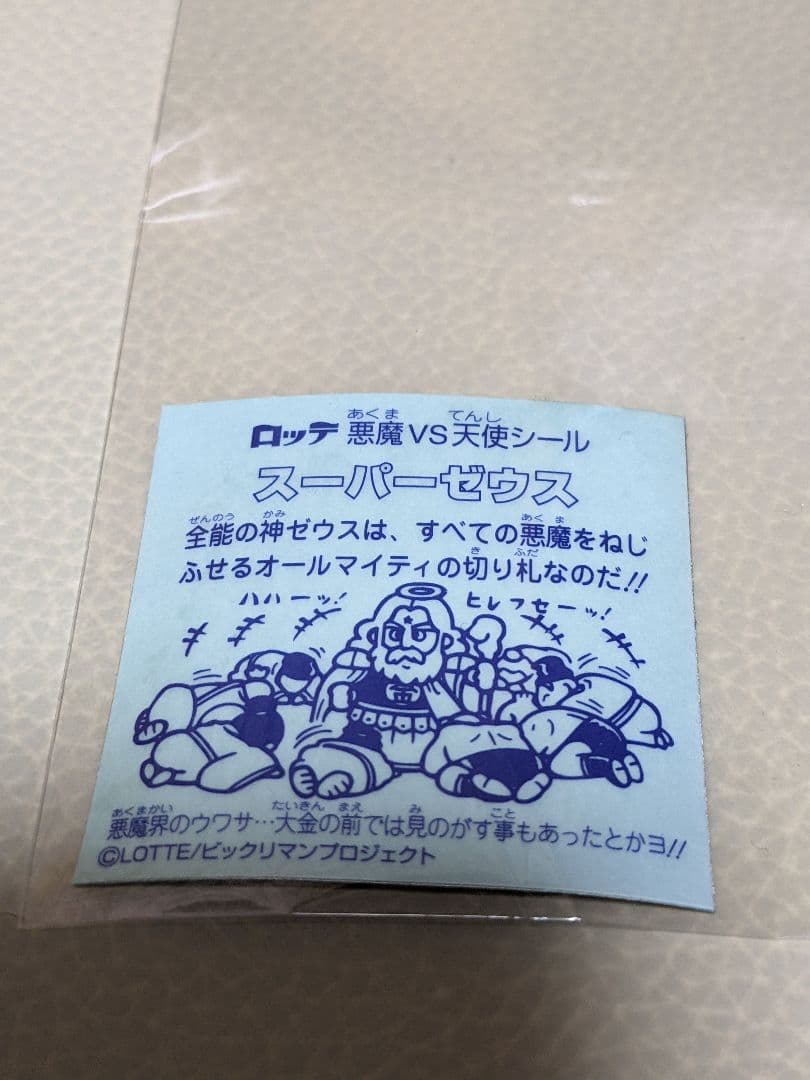 ロッテ 悪魔VS天使シール
スーパーゼウス
全能の神ゼウスは、すべての悪魔をねじ
ふせるオールマイティの切り札なのだ!!
ハハーッ! ヒレフセーッ!
悪魔界のウワサ…大金の前では見のがす事もあったとかヨ!!
©LOTTE/ビックリマンプロジェクト